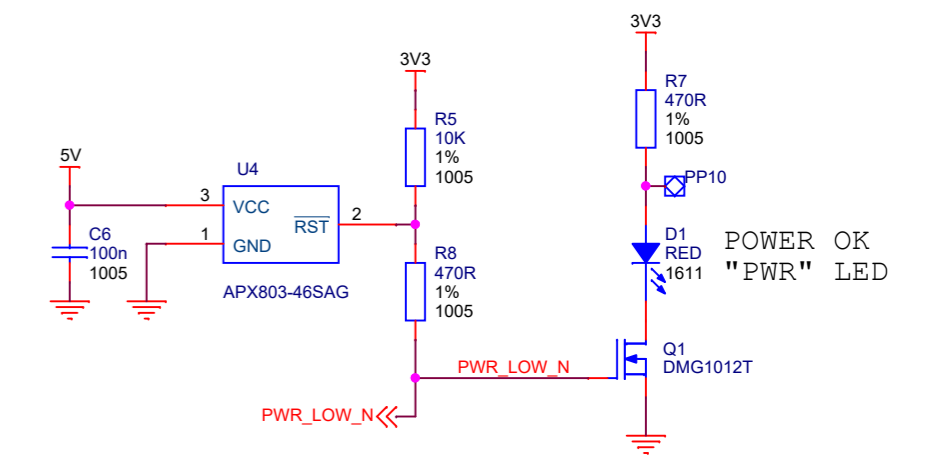 3V3
3V3
R7
470R
1%
1005
R5
10K
1%
1005
5V
U4
3
VCC
RST
2
1
GND
APX803-46SAG
C6
100n
1005
R8
470R
1%
1005
PP10
D1
RED
1611
POWER OK
"PWR" LED
Q1
DMG1012T
PWR_LOW_N
PWR_LOW_N